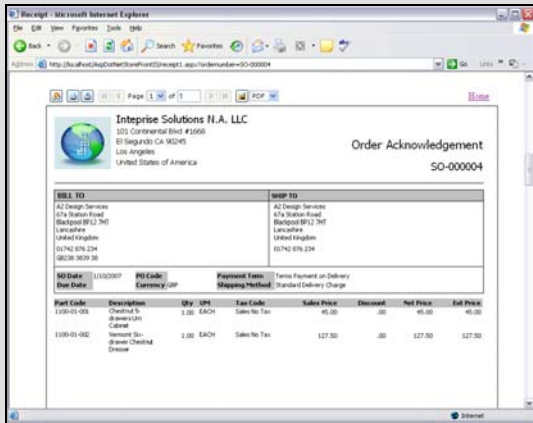 Receipt - Microsoft Internet Explorer
File Edit View Favorites Tools Help
Back Search Favorites
Address http://localhost/AspDotNetStoreFront35/receipt1.aspx?ordernumber=SO-000004 Go Links
Page 1 of 1 PDF Home
Inteprise Solutions N.A. LLC
101 Continental Blvd #1668
El Segundo CA 90245
Los Angeles
United States of America
Order Acknowledgement
SO-000004
BILL TO SHIP TO
A2 Design Services A2 Design Services
67a Station Road 67a Station Road
Blackpool BP12 7HT Blackpool BP12 7HT
Lancashire Lancashire
United Kingdom United Kingdom
01742 876 234 01742 876 234
GB238 3839 38
SO Date 1/10/2007 PO Code Payment Term Terms Payment on Delivery
Due Date Currency GBP Shipping Method Standard Delivery Charge
Part Code Description Qty UM Tax Code Sales Price Discount Net Price Ext Price
1100-01-001 Chestnut 5- 1.00 EACH Sales No Tax 45.00 .00 45.00 45.00
drawers Urn
Cabinet
1100-01-002 Vermont Six- 1.00 EACH Sales No Tax 127.50 .00 127.50 127.50
drawer Chestnut
Dresser
Internet